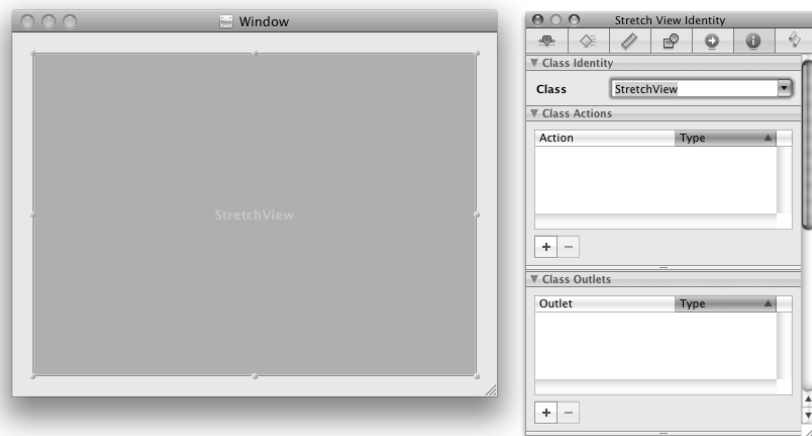 Window
StretchView
Stretch View Identity
Class Identity
Class StretchView
Class Actions
Action Type
+ −
Class Outlets
Outlet Type
+ −